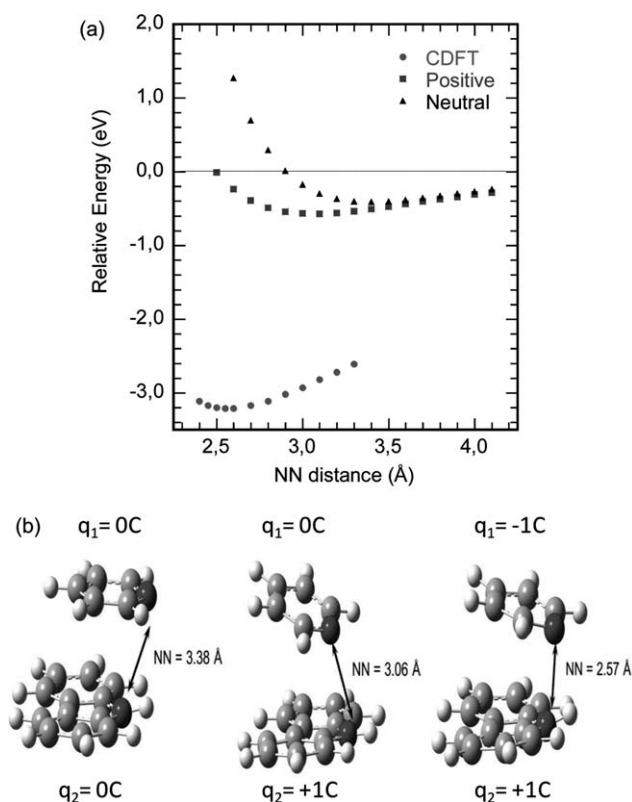 (a)
2,0
1,0
0,0
-1,0
-2,0
-3,0
Relative Energy (eV)
CDFT
Positive
Neutral
2,5 3,0 3,5 4,0
NN distance (Å)
(b)
q₁= 0C q₁= 0C q₁= -1C
NN = 3.38 Å NN = 3.06 Å NN = 2.57 Å
q₂= 0C q₂= +1C q₂= +1C